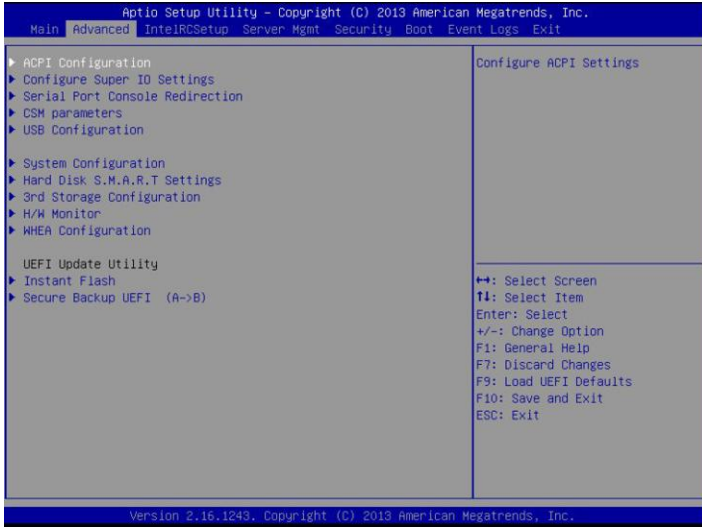 Aptio Setup Utility – Copyright (C) 2013 American Megatrends, Inc.
Main Advanced IntelRCSetup Server Mgmt Security Boot Event Logs Exit
▶ ACPI Configuration
▶ Configure Super IO Settings
▶ Serial Port Console Redirection
▶ CSM parameters
▶ USB Configuration
▶ System Configuration
▶ Hard Disk S.M.A.R.T Settings
▶ 3rd Storage Configuration
▶ H/W Monitor
▶ WHEA Configuration
UEFI Update Utility
▶ Instant Flash
▶ Secure Backup UEFI (A->B)
Configure ACPI Settings
↔: Select Screen
↑↓: Select Item
Enter: Select
+/-: Change Option
F1: General Help
F7: Discard Changes
F9: Load UEFI Defaults
F10: Save and Exit
ESC: Exit
Version 2.16.1243. Copyright (C) 2013 American Megatrends, Inc.